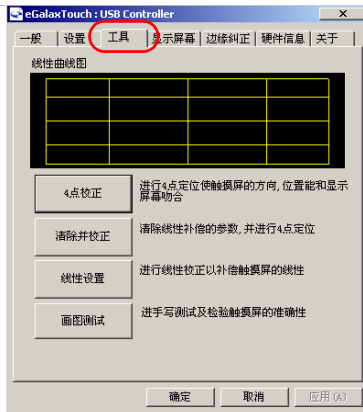 eGalaxTouch : USB Controller
一般 设置 工具 显示屏幕 边缘纠正 硬件信息 关于
线性曲线图
4点校正
进行4点定位使触摸屏的方向,位置能和显示
屏幕吻合
清除并校正
清除线性补偿的参数,并进行4点定位
线性设置
进行线性校正以补偿触摸屏的线性
画图测试
进手写测试及检验触摸屏的准确性
确定 取消 应用(A)